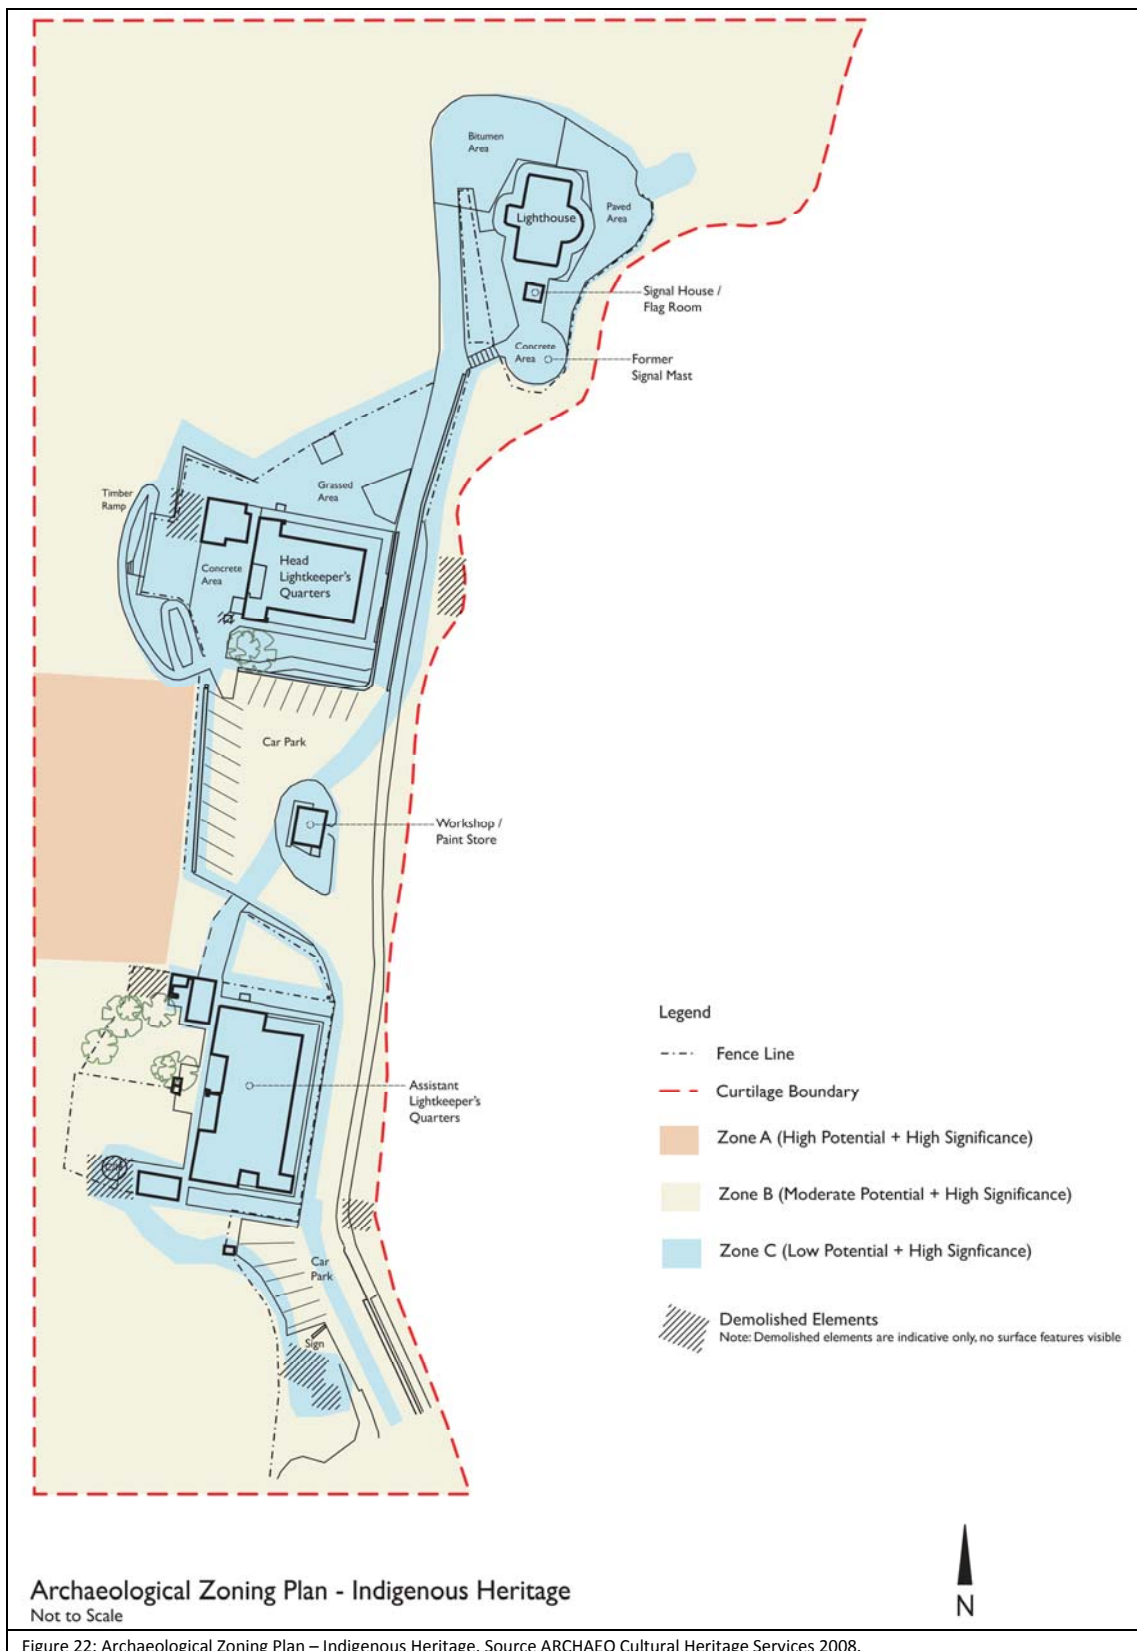 Bitumen
Area
Lighthouse
Paved
Area
Signal House /
Flag Room
Concrete
Area
Former
Signal Mast
Timber
Ramp
Grassed
Area
Concrete
Area
Head
Lightkeeper's
Quarters
Car Park
Workshop /
Paint Store
Assistant
Lightkeeper's
Quarters
Car
Park
Sign
Legend
Fence Line
Curtilage Boundary
Zone A (High Potential + High Significance)
Zone B (Moderate Potential + High Significance)
Zone C (Low Potential + High Signficance)
Demolished Elements
Note: Demolished elements are indicative only, no surface features visible
N
Archaeological Zoning Plan - Indigenous Heritage
Not to Scale
Figure 22: Archaeological Zoning Plan – Indigenous Heritage. Source ARCHAEO Cultural Heritage Services 2008.